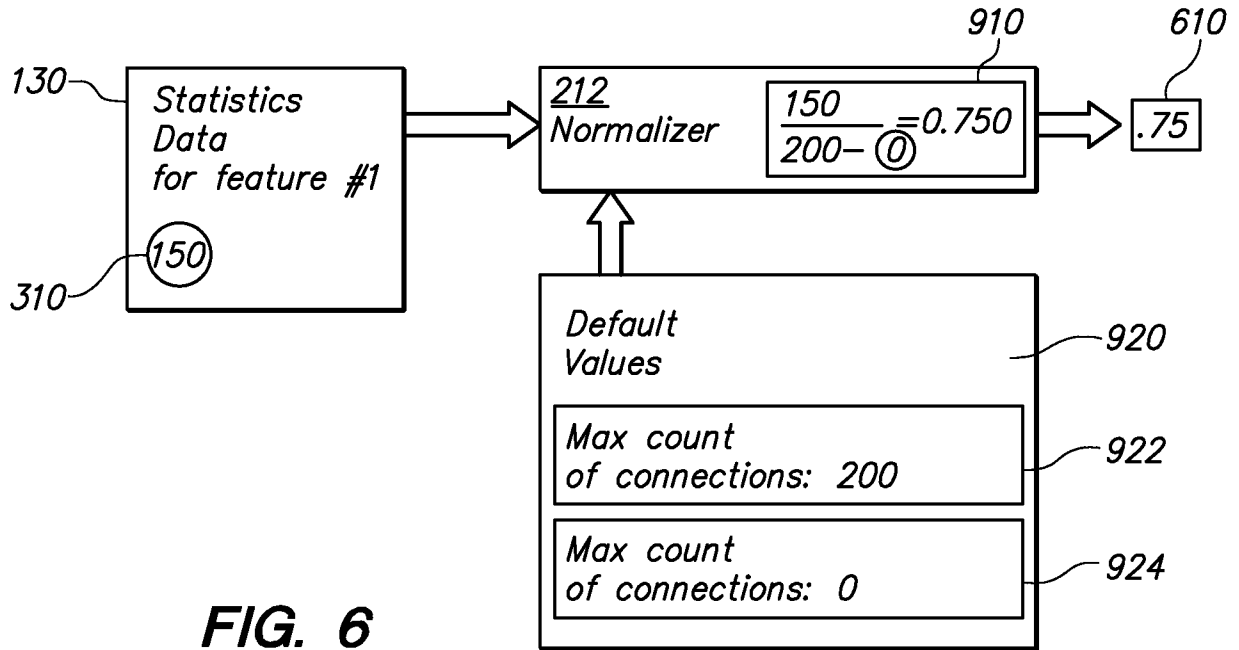 910
610
130
Statistics
Data
for feature #1
150
310
212
Normalizer
150
200- 0 =0.750
.75
Default
Values
920
Max count
of connections: 200
922
Max count
of connections: 0
924
FIG. 6